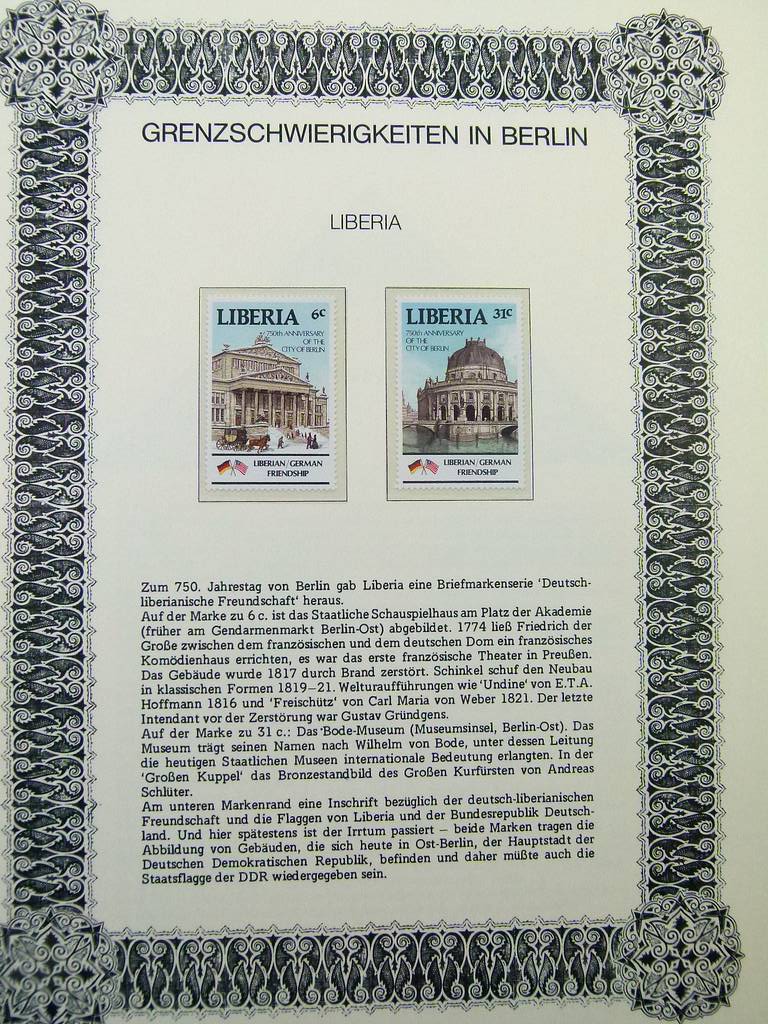 GRENZSCHWIERIGKEITEN IN BERLIN
LIBERIA
LIBERIA 6c
750th ANNIVERSARY
OF THE
CITY OF BERLIN
LIBERIAN/GERMAN
FRIENDSHIP
LIBERIA 31c
750th ANNIVERSARY
OF THE
CITY OF BERLIN
LIBERIAN/GERMAN
FRIENDSHIP
Zum 750. Jahrestag von Berlin gab Liberia eine Briefmarkenserie 'Deutsch-
liberianische Freundschaft' heraus.
Auf der Marke zu 6 c. ist das Staatliche Schauspielhaus am Platz der Akademie
(früher am Gendarmenmarkt Berlin-Ost) abgebildet. 1774 ließ Friedrich der
Große zwischen dem französischen und dem deutschen Dom ein französisches
Komödienhaus errichten, es war das erste französische Theater in Preußen.
Das Gebäude wurde 1817 durch Brand zerstört. Schinkel schuf den Neubau
in klassischen Formen 1819–21. Welturaufführungen wie 'Undine' von E.T.A.
Hoffmann 1816 und 'Freischütz' von Carl Maria von Weber 1821. Der letzte
Intendant vor der Zerstörung war Gustav Gründgens.
Auf der Marke zu 31 c.: Das 'Bode-Museum (Museumsinsel, Berlin-Ost). Das
Museum trägt seinen Namen nach Wilhelm von Bode, unter dessen Leitung
die heutigen Staatlichen Museen internationale Bedeutung erlangten. In der
'Großen Kuppel' das Bronzestandbild des Großen Kurfürsten von Andreas
Schlüter.
Am unteren Markenrand eine Inschrift bezüglich der deutsch-liberianischen
Freundschaft und die Flaggen von Liberia und der Bundesrepublik Deutsch-
land. Und hier spätestens ist der Irrtum passiert – beide Marken tragen die
Abbildung von Gebäuden, die sich heute in Ost-Berlin, der Hauptstadt der
Deutschen Demokratischen Republik, befinden und daher müßte auch die
Staatsflagge der DDR wiedergegeben sein.